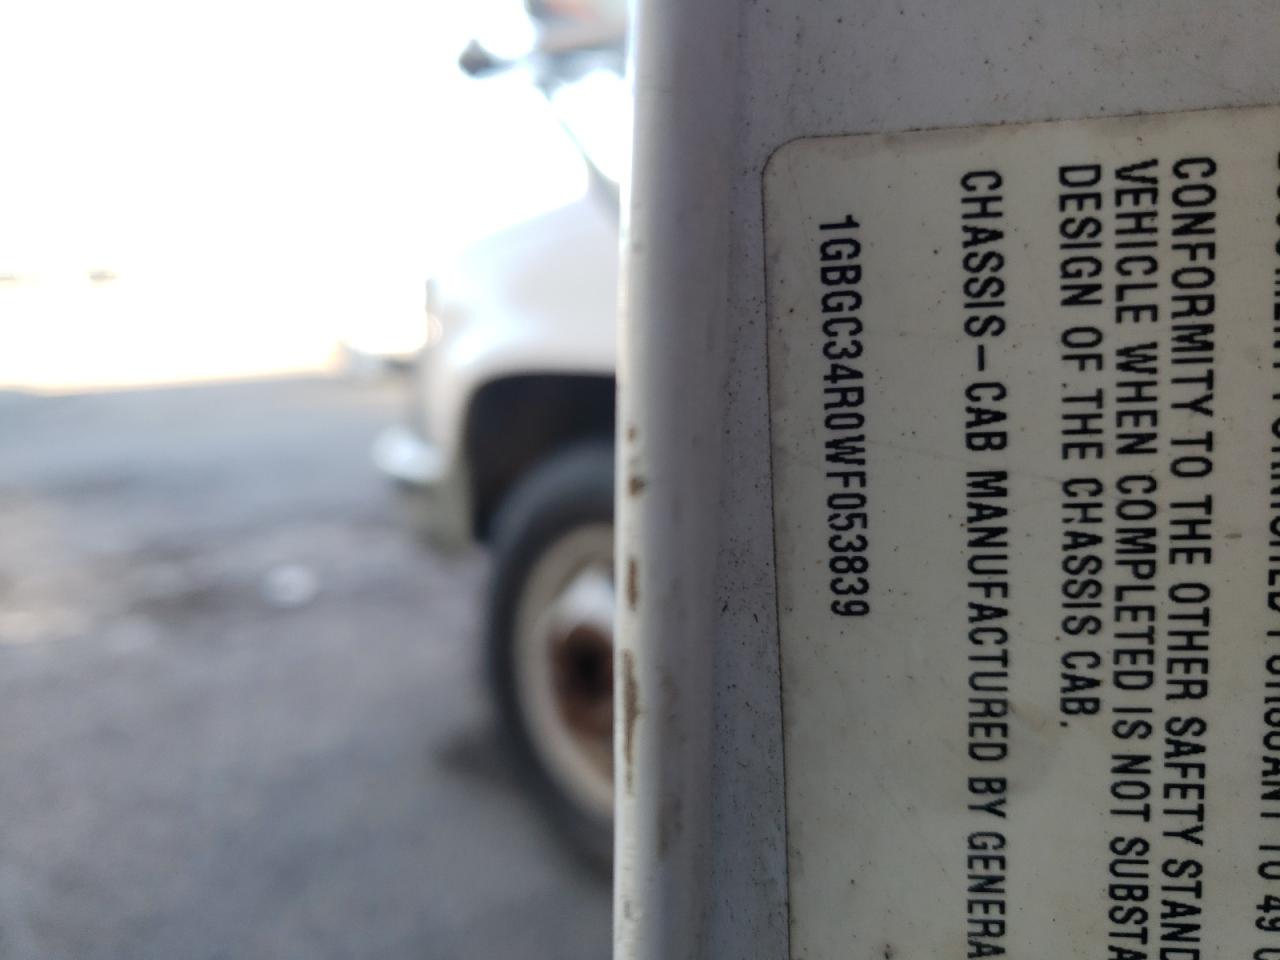 CONFORMITY TO THE OTHER SAFETY STAND
VEHICLE WHEN COMPLETED IS NOT SUBSTA
DESIGN OF THE CHASSIS CAB.
CHASSIS-CAB MANUFACTURED BY GENERA
1GBGC34R0WF053839